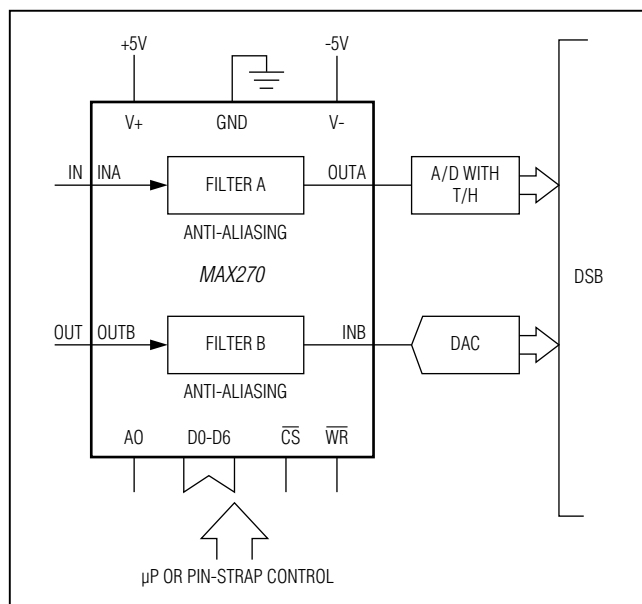 +5V
-5V
V+
GND
V-
IN
INA
FILTER A
OUTA
A/D WITH
T/H
ANTI-ALIASING
MAX270
DSB
OUT
OUTB
FILTER B
INB
DAC
ANTI-ALIASING
AO
D0-D6
CS
WR
µP OR PIN-STRAP CONTROL